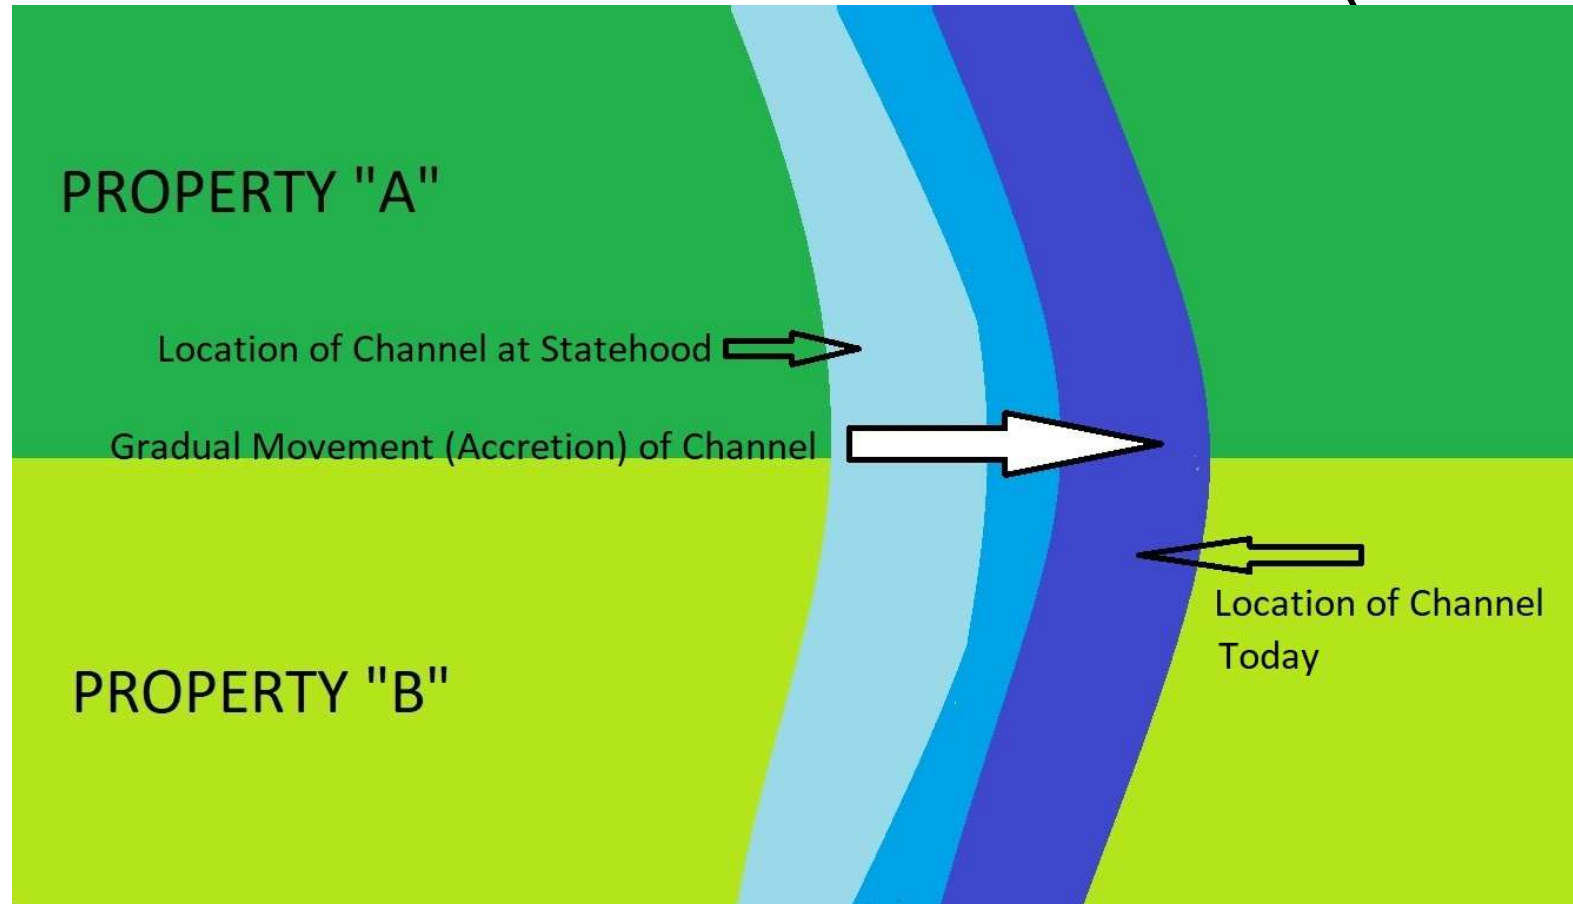 PROPERTY "A"
Location of Channel at Statehood
Gradual Movement (Accretion) of Channel
Location of Channel
Today
PROPERTY "B"